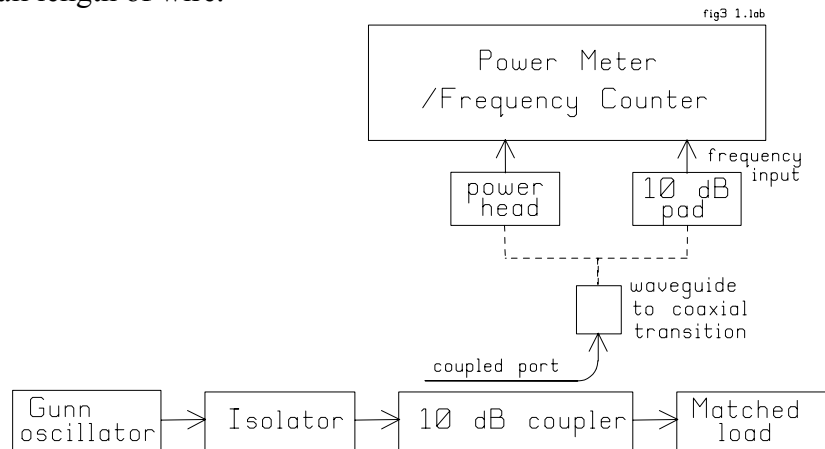 length of wire.
fig3 1.lab
Power Meter
/Frequency Counter
frequency
input
power
head
10 dB
pad
waveguide
to coaxial
transition
coupled port
Gunn
oscillator
Isolator
10 dB coupler
Matched
load